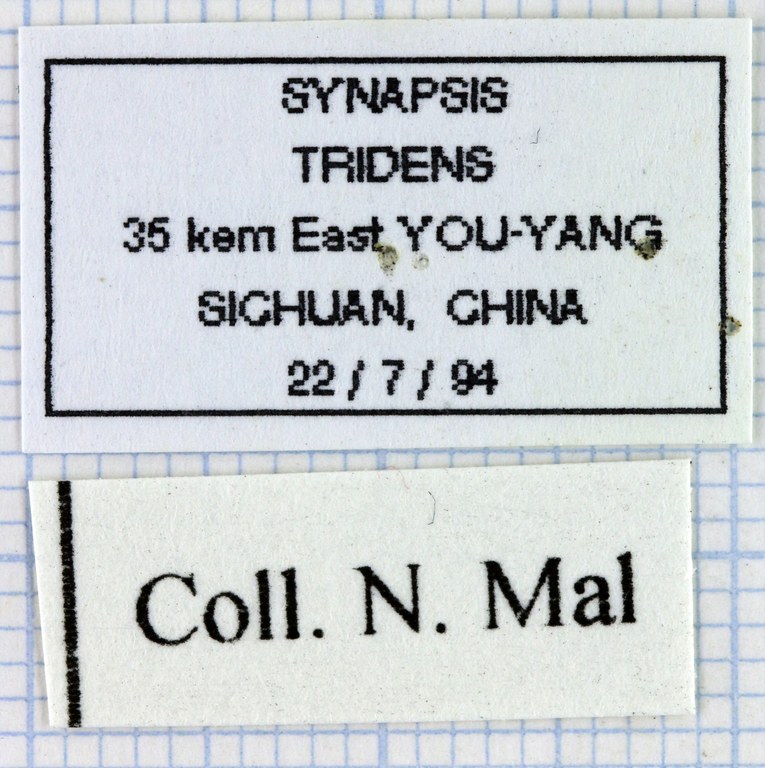 SYNAPSIS
TRIDENS
35 kem East YOU-YANG
SICHUAN, CHINA
22 / 7 / 94
Coll. N. Mal